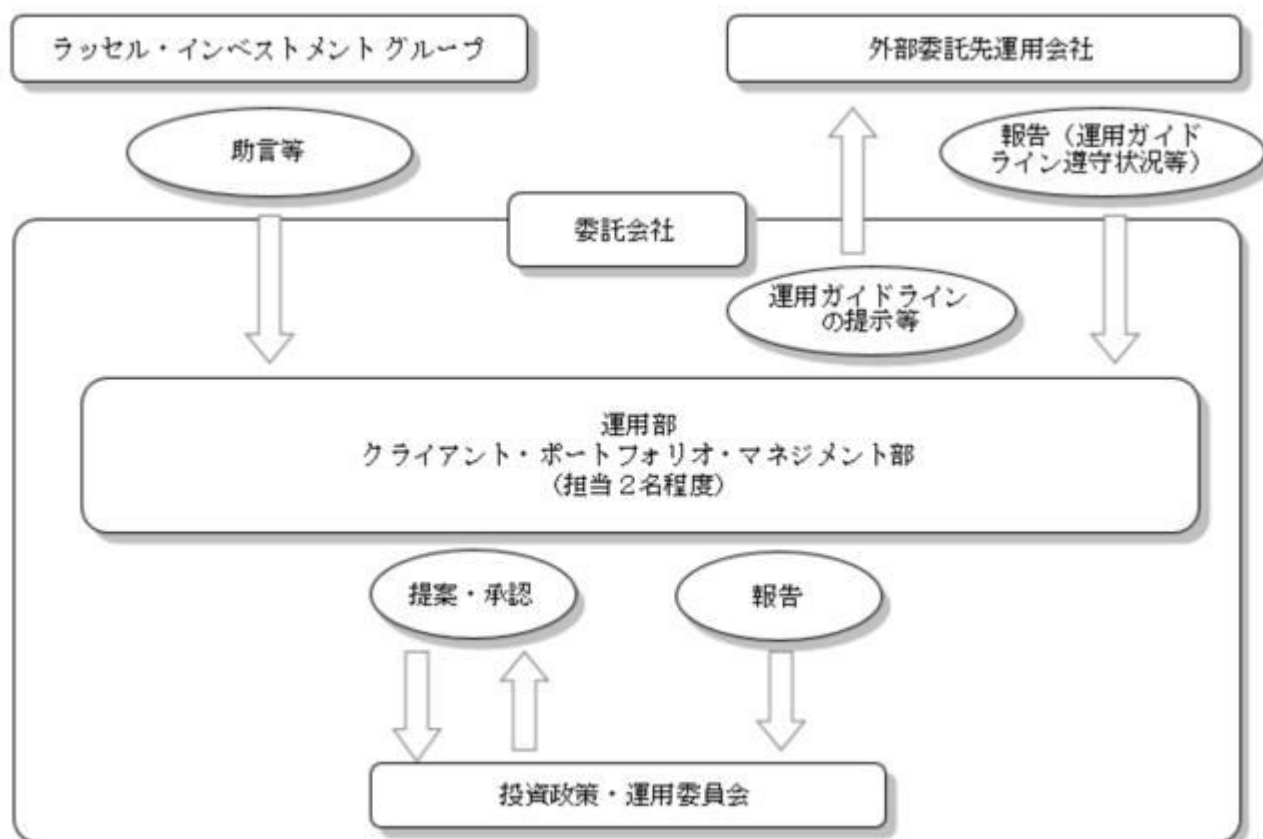 ラッセル・インベストメント グループ
外部委託先運用会社
助言等
報告（運用ガイド
ライン遵守状況等）
委託会社
運用ガイドライン
の提示等
運用部
クライアント・ポートフォリオ・マネジメント部
（担当２名程度）
提案・承認
報告
投資政策・運用委員会